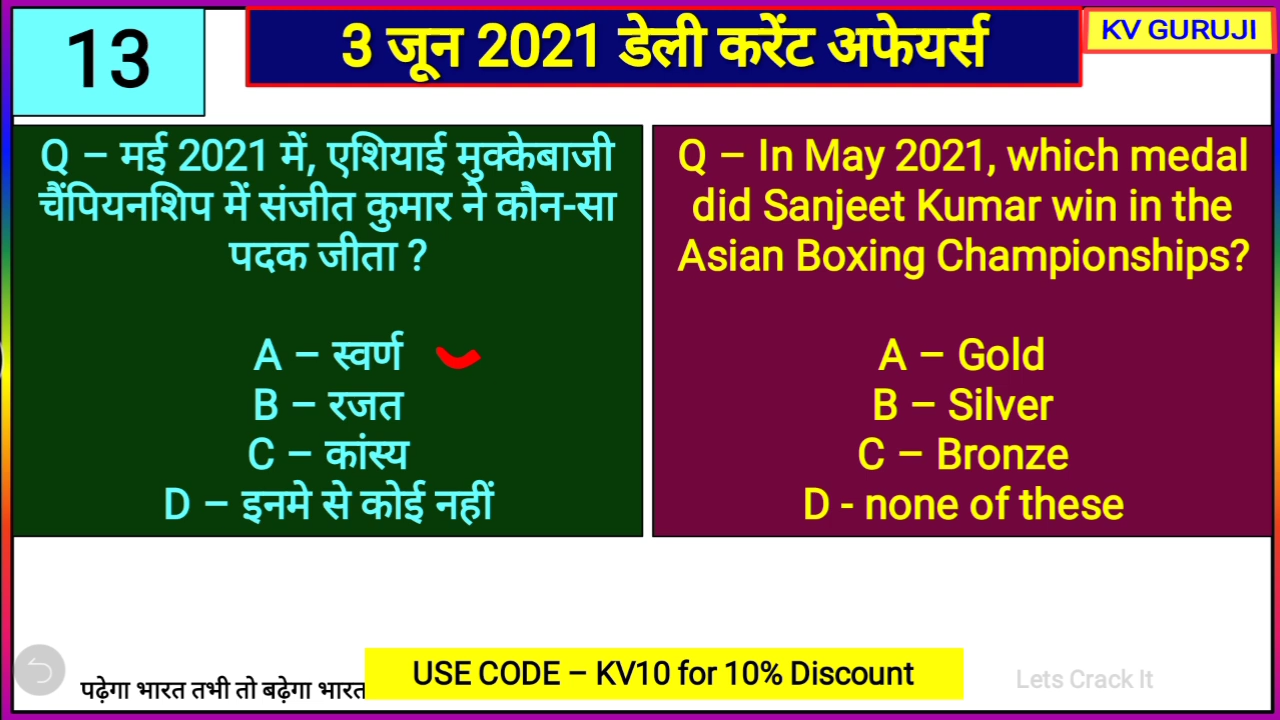 13
3 जून 2021 डेली करेंट अफेयर्स
KV GURUJI
Q – मई 2021 में, एशियाई मुक्केबाजी
चैंपियनशिप में संजीत कुमार ने कौन-सा
पदक जीता ?
A – स्वर्ण
B – रजत
C – कांस्य
D – इनमे से कोई नहीं
Q – In May 2021, which medal
did Sanjeet Kumar win in the
Asian Boxing Championships?
A – Gold
B – Silver
C – Bronze
D - none of these
पढ़ेगा भारत तभी तो बढ़ेगा भारत
USE CODE – KV10 for 10% Discount
Lets Crack It